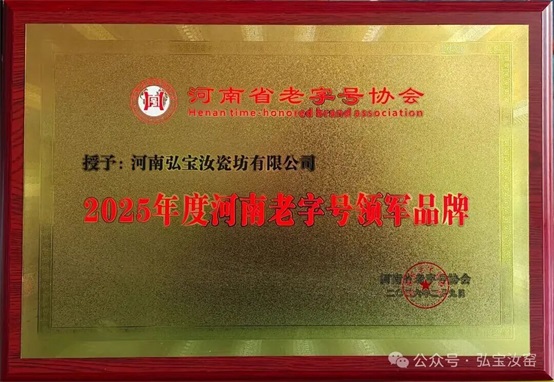 河南省老字号协会
Henan time-honored brand association
授予：河南弘宝汝瓷坊有限公司
2025年度河南老字号领军品牌
河南省老字号协会
公众号·弘宝汝窑